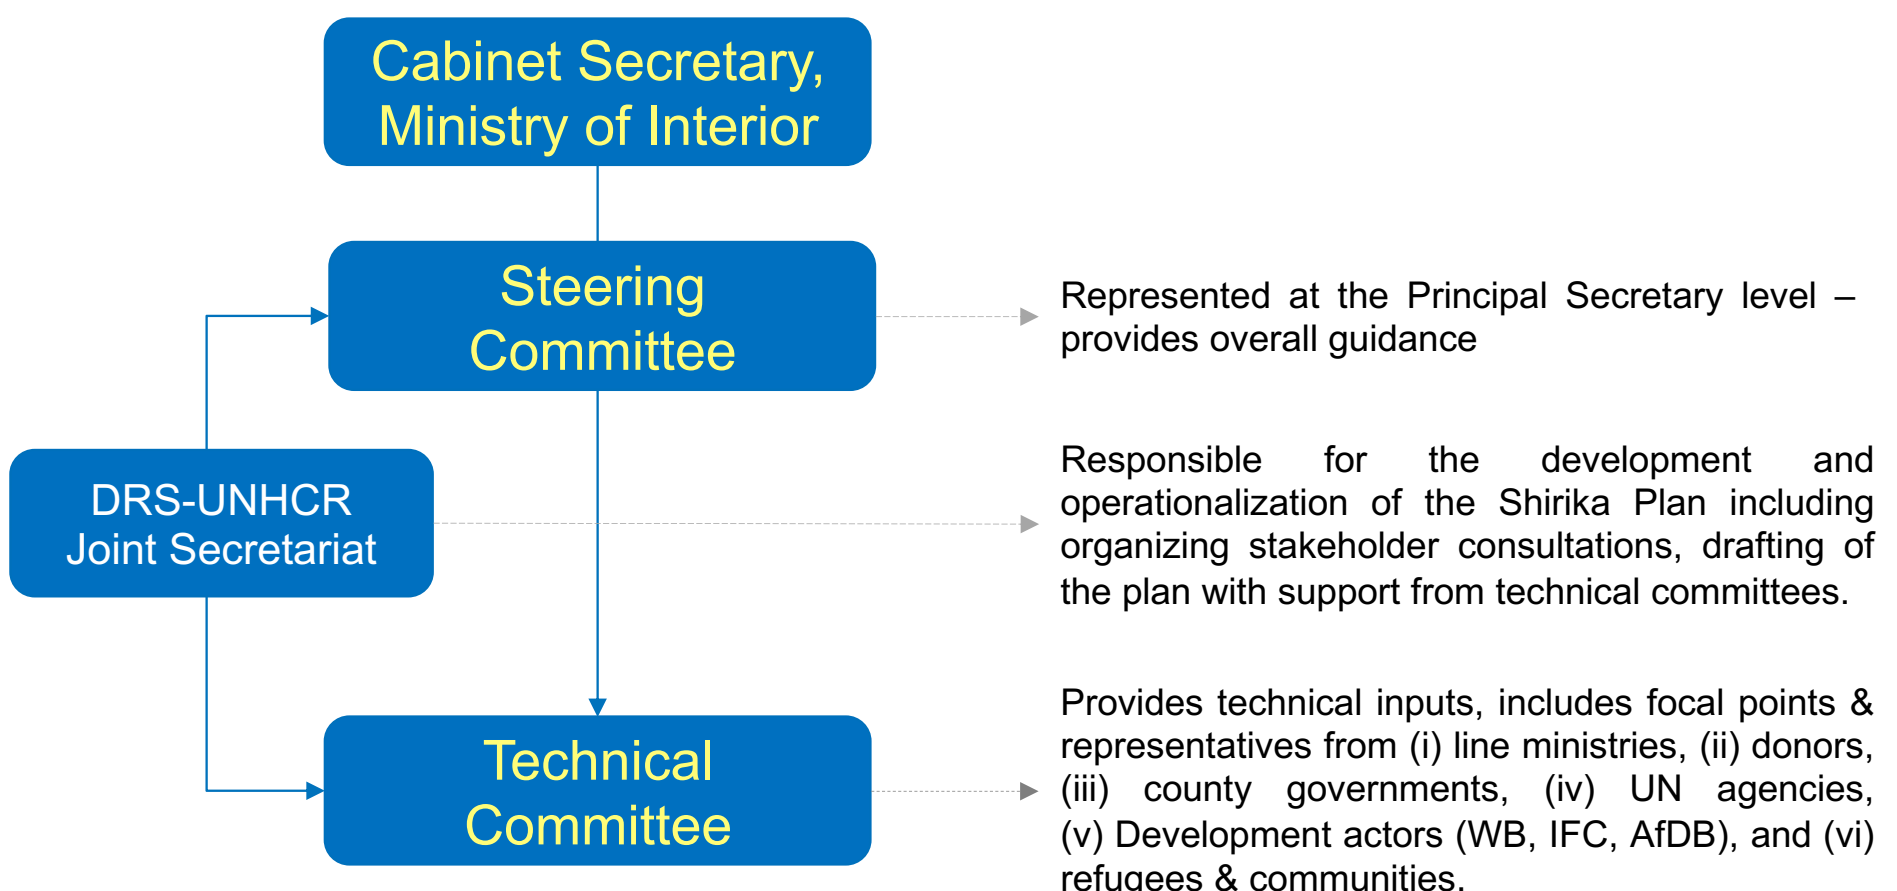 Cabinet Secretary,
Ministry of Interior
Steering
Committee
Represented at the Principal Secretary level –
provides overall guidance
DRS-UNHCR
Joint Secretariat
Responsible for the development and
operationalization of the Shirika Plan including
organizing stakeholder consultations, drafting of
the plan with support from technical committees.
Technical
Committee
Provides technical inputs, includes focal points &
representatives from (i) line ministries, (ii) donors,
(iii) county governments, (iv) UN agencies,
(v) Development actors (WB, IFC, AfDB), and (vi)
refugees & communities.